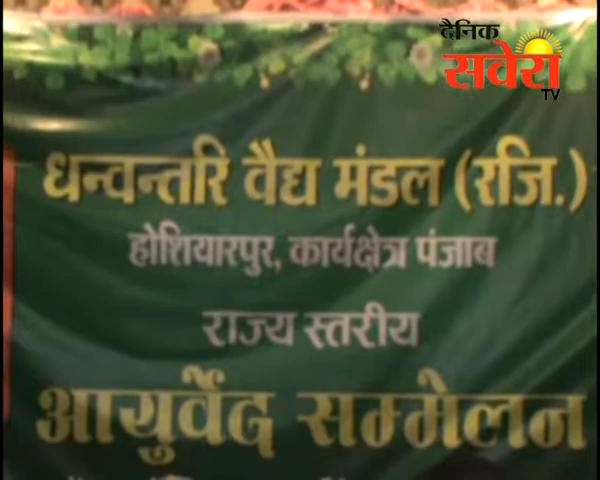 दैनिक
सवेरा
TV
धन्वन्तरि वैद्य मंडल (रजि.)
होशियारपुर, कार्यक्षेत्र पंजाब
राज्य स्तरीय
आयुर्वेद सम्मेलन